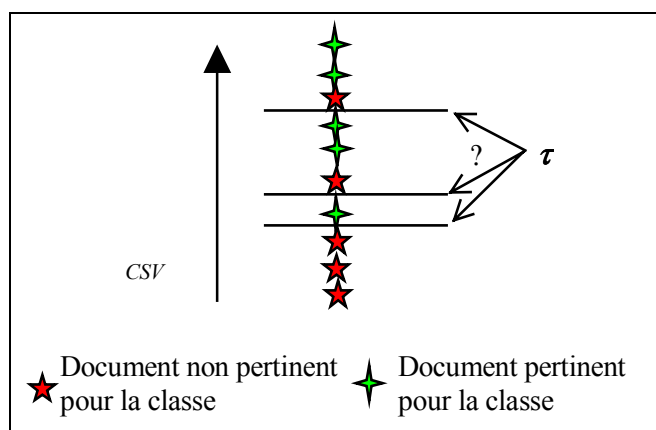 ?
τ
CSV
Document non pertinent
pour la classe
Document pertinent
pour la classe